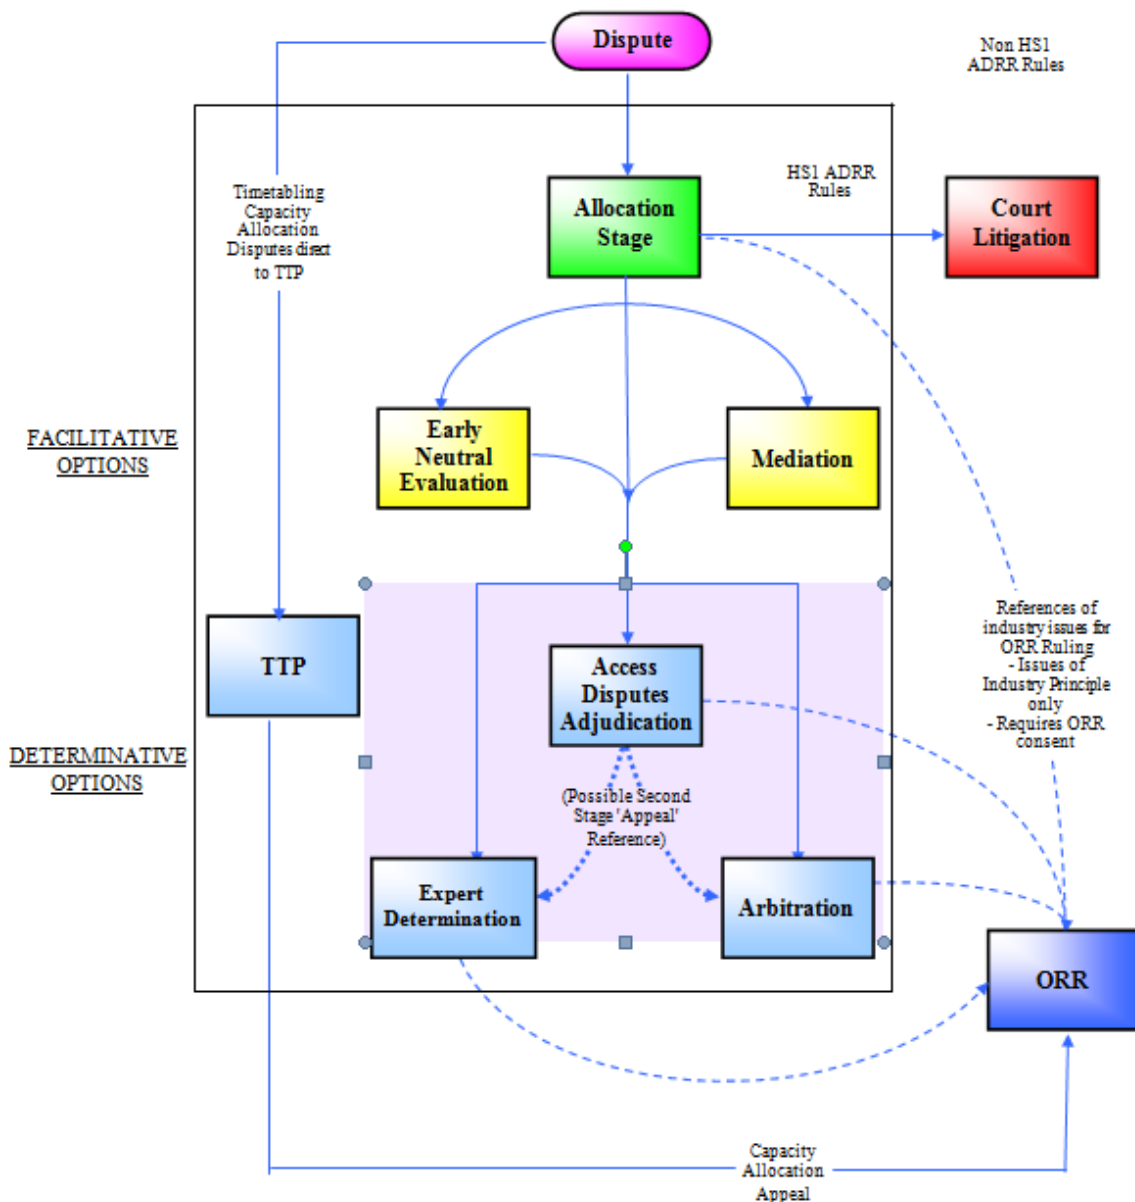 Dispute
Non HS1
ADRR Rules
Timetabling
Capacity
Allocation
Disputes direct
to TTP
Allocation
Stage
HS1 ADRR
Rules
Court
Litigation
FACILITATIVE
OPTIONS
Early
Neutral
Evaluation
Mediation
References of
industry issues for
ORR Ruling
- Issues of
Industry Principle
only
- Requires ORR
consent
TTP
Access
Disputes
Adjudication
DETERMINATIVE
OPTIONS
(Possible Second
Stage 'Appeal'
Reference)
Expert
Determination
Arbitration
ORR
Capacity
Allocation
Appeal